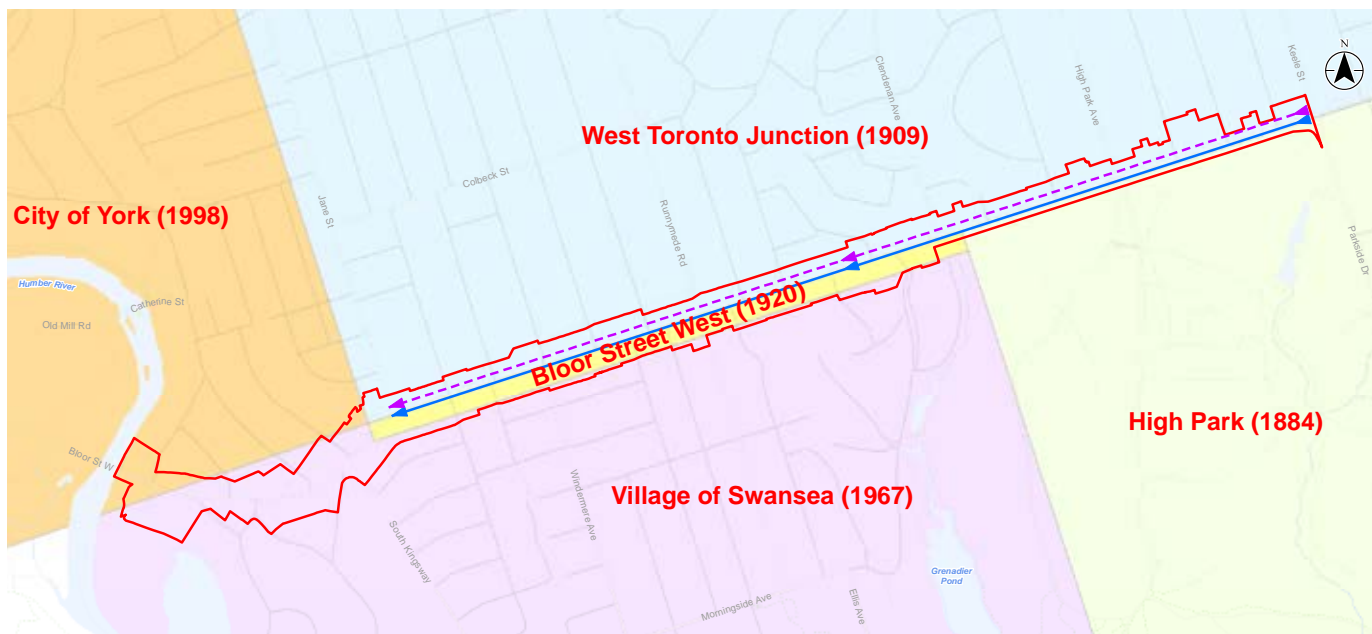 N
Keele St
Clendenan Ave
High Park Ave
West Toronto Junction (1909)
Colbeck St
Jane St
Runnymede Rd
City of York (1998)
Parkside Dr
Humber River
Catherine St
Old Mill Rd
Bloor Street West (1920)
High Park (1884)
Bloor St W
Windermere Ave
Village of Swansea (1967)
South Kingsway
Grenadier
Pond
Morningside Ave
Ellis Ave